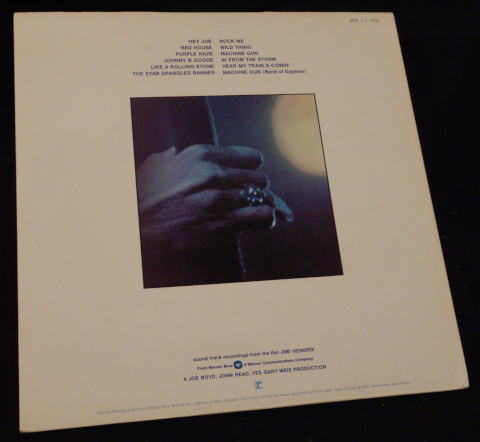 HEY JOE ROCK ME
RED HOUSE WILD THING
PURPLE HAZE MACHINE GUN
JOHNNY B. GOODE IN FROM THE STORM
LIKE A ROLLING STONE HEAR MY TRAIN A-COMIN'
THE STAR SPANGLED BANNER MACHINE GUN (Band of Gypsies)
sound track recordings from the film JIMI HENDRIX
From Warner Bros. A Warner Communications Company
A JOE BOYD, JOHN HEAD, YES GARY WEIS PRODUCTION